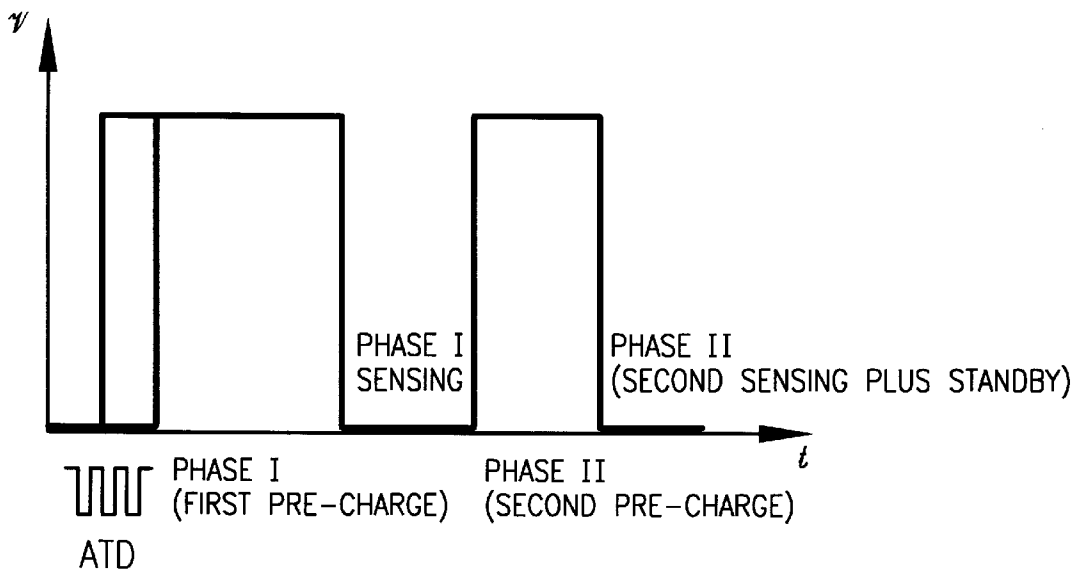 V
PHASE I
SENSING
PHASE II
(SECOND SENSING PLUS STANDBY)
t
PHASE I
(FIRST PRE-CHARGE)
PHASE II
(SECOND PRE-CHARGE)
ATD